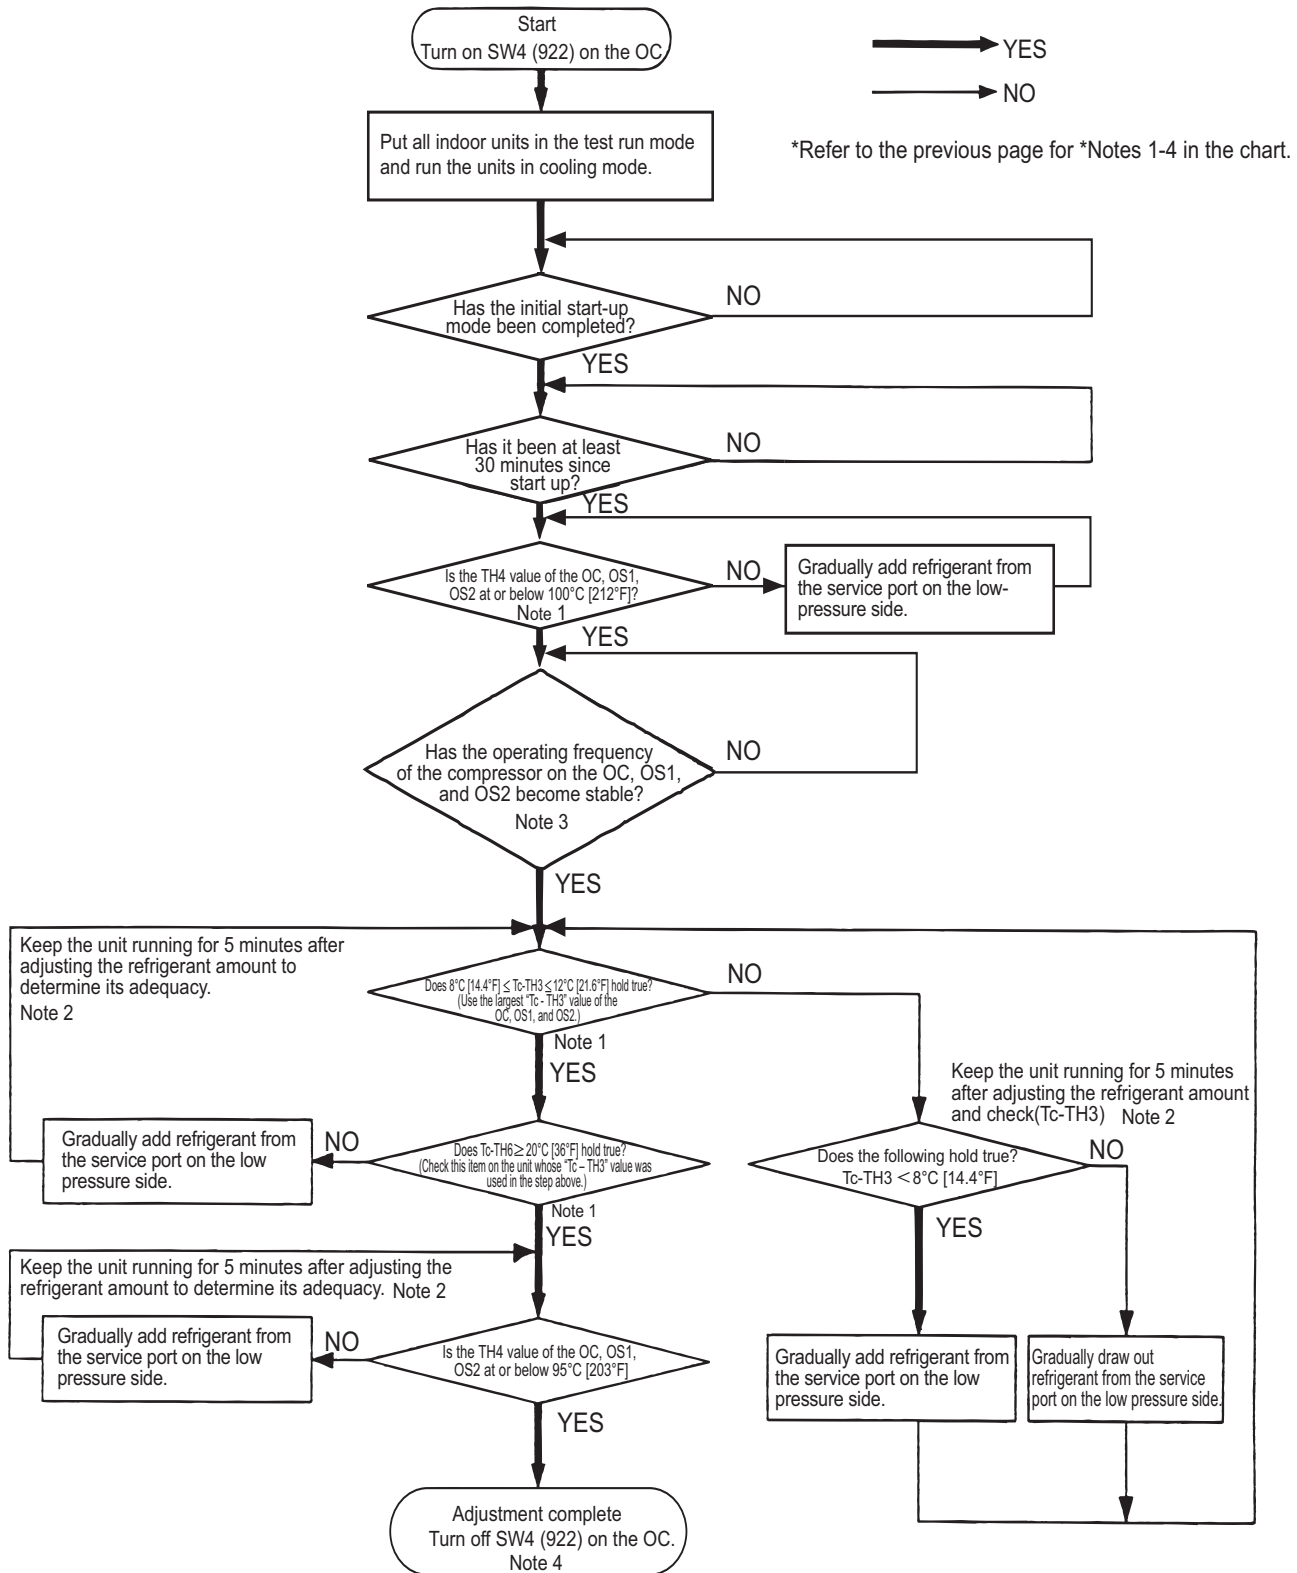 Start
Turn on SW4 (922) on the OC
YES
NO
*Refer to the previous page for *Notes 1-4 in the chart.
Put all indoor units in the test run mode
and run the units in cooling mode.
Has the initial start-up
mode been completed?
NO
YES
Has it been at least
30 minutes since
start up?
NO
YES
Is the TH4 value of the OC, OS1,
OS2 at or below 100°C [212°F]?
Note 1
NO
Gradually add refrigerant from
the service port on the low-
pressure side.
YES
Has the operating frequency
of the compressor on the OC, OS1,
and OS2 become stable?
Note 3
NO
YES
Keep the unit running for 5 minutes after
adjusting the refrigerant amount to
determine its adequacy.
Note 2
Does 8°C [14.4°F] ≤ Tc-TH3 ≤12°C [21.6°F] hold true?
(Use the largest “Tc - TH3” value of the
OC, OS1, and OS2.)
Note 1
NO
YES
Keep the unit running for 5 minutes
after adjusting the refrigerant amount
and check(Tc-TH3) Note 2
Gradually add refrigerant from
the service port on the low
pressure side.
NO
Does Tc-TH6≥ 20°C [36°F] hold true?
(Check this item on the unit whose “Tc – TH3” value was
used in the step above.)
Note 1
YES
Does the following hold true?
Tc-TH3 <8°C [14.4°F]
NO
YES
Keep the unit running for 5 minutes after adjusting the
refrigerant amount to determine its adequacy. Note 2
Gradually add refrigerant from
the service port on the low
pressure side.
NO
Is the TH4 value of the OC, OS1,
OS2 at or below 95°C [203°F]
YES
Gradually add refrigerant from
the service port on the low
pressure side.
Gradually draw out
refrigerant from the service
port on the low pressure side.
Adjustment complete
Turn off SW4 (922) on the OC.
Note 4